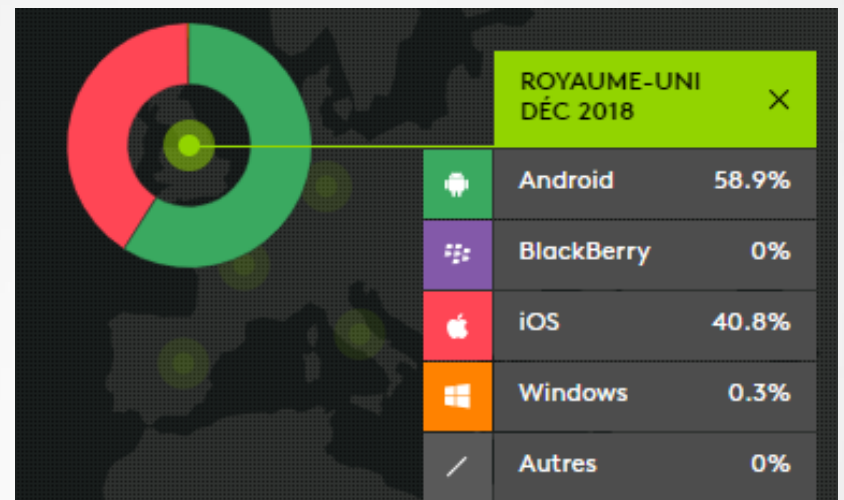 ROYAUME-UNI
DÉC 2018
Android 58.9%
BlackBerry 0%
iOS 40.8%
Windows 0.3%
Autres 0%